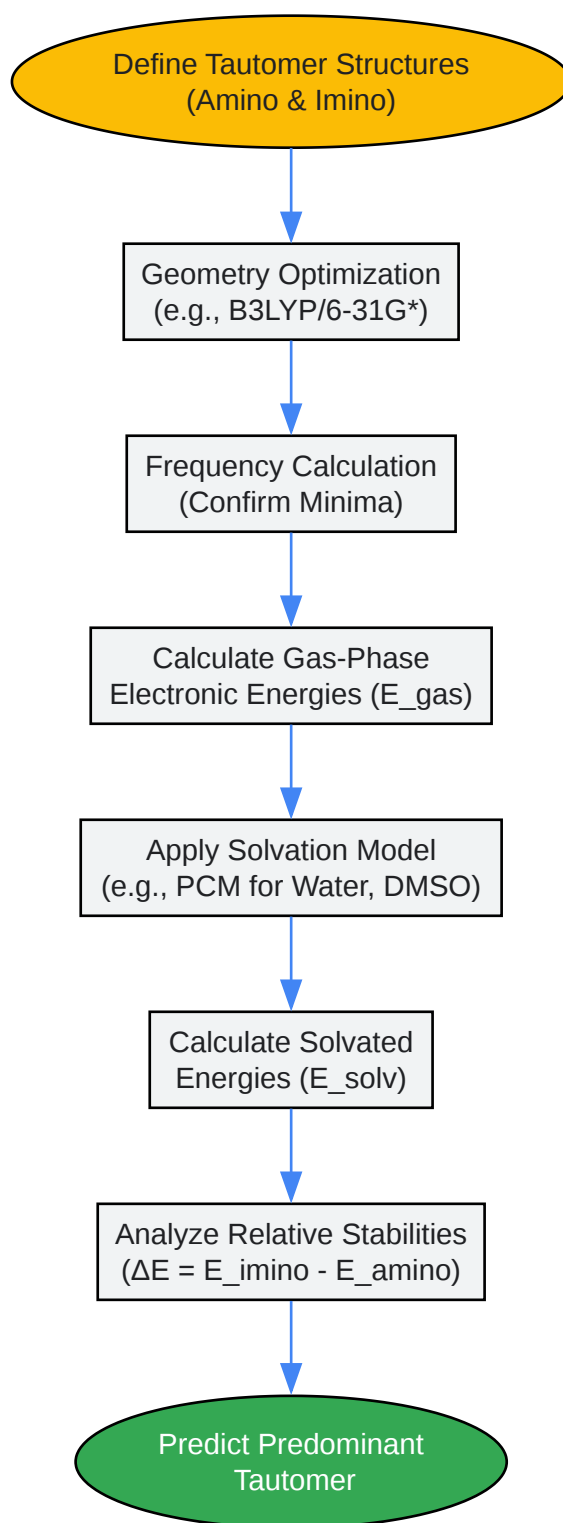 Define Tautomer Structures
(Amino & Imino)
Geometry Optimization
(e.g., B3LYP/6-31G*)
Frequency Calculation
(Confirm Minima)
Calculate Gas-Phase
Electronic Energies (E_gas)
Apply Solvation Model
(e.g., PCM for Water, DMSO)
Calculate Solvated
Energies (E_solv)
Analyze Relative Stabilities
(ΔE = E_imino - E_amino)
Predict Predominant
Tautomer